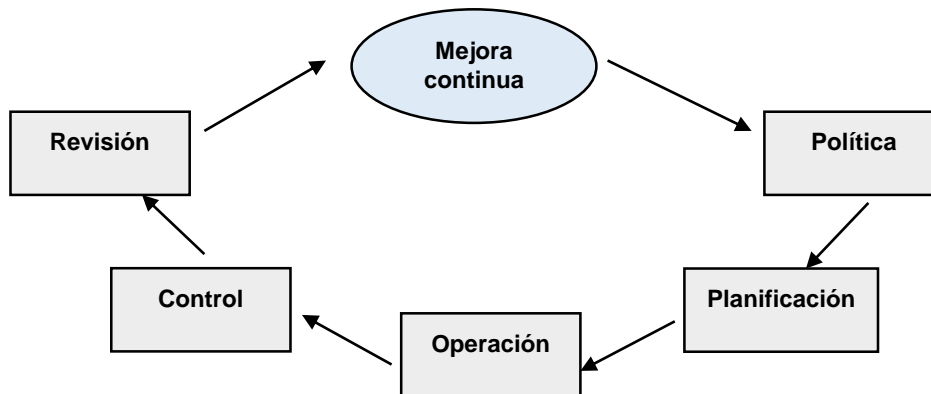 Mejora
continua
Revisión
Política
Control
Planificación
Operación